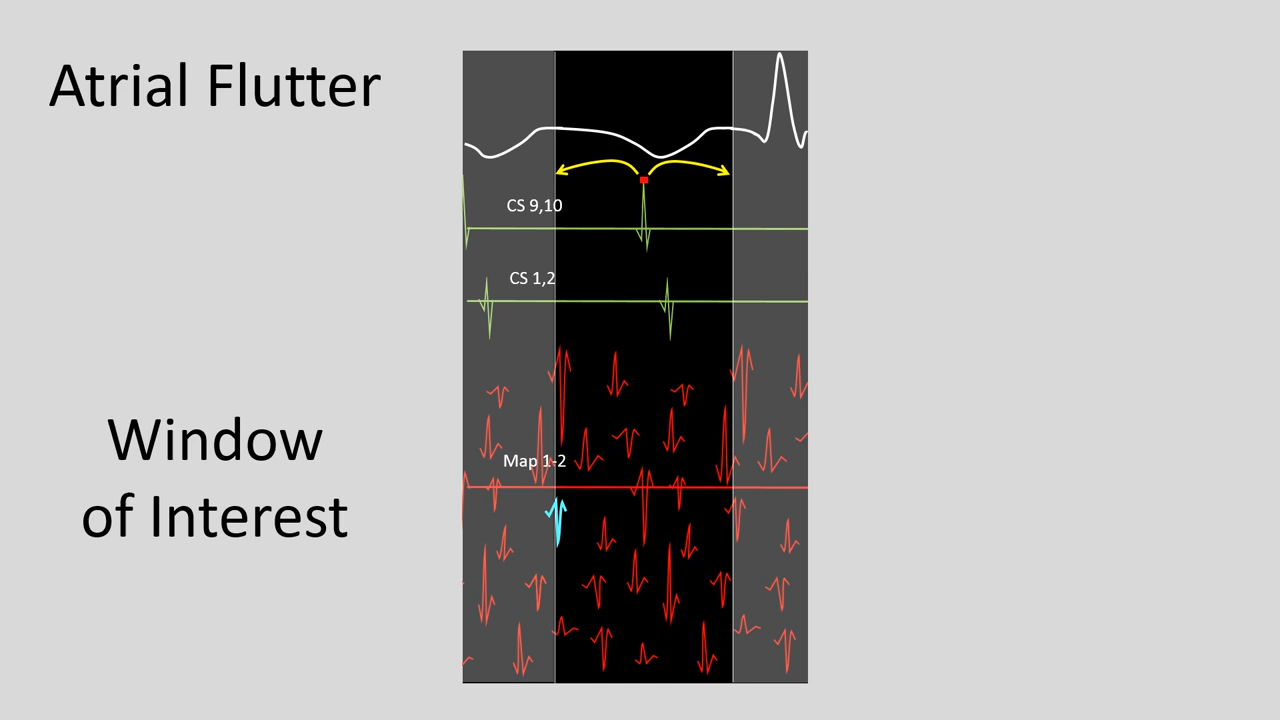 Atrial Flutter
CS 9,10
CS 1,2
Window
of Interest
Map 1-2